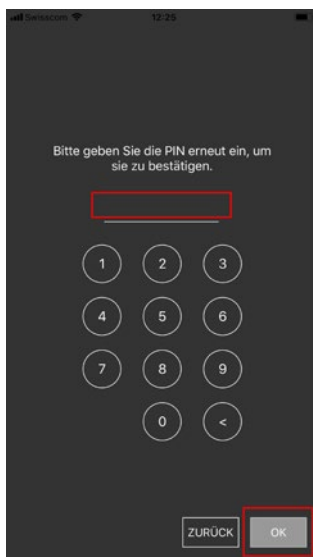 Swisscom 12:25
Bitte geben Sie die PIN erneut ein, um
sie zu bestätigen.
1 2 3
4 5 6
7 8 9
0 <
ZURÜCK OK